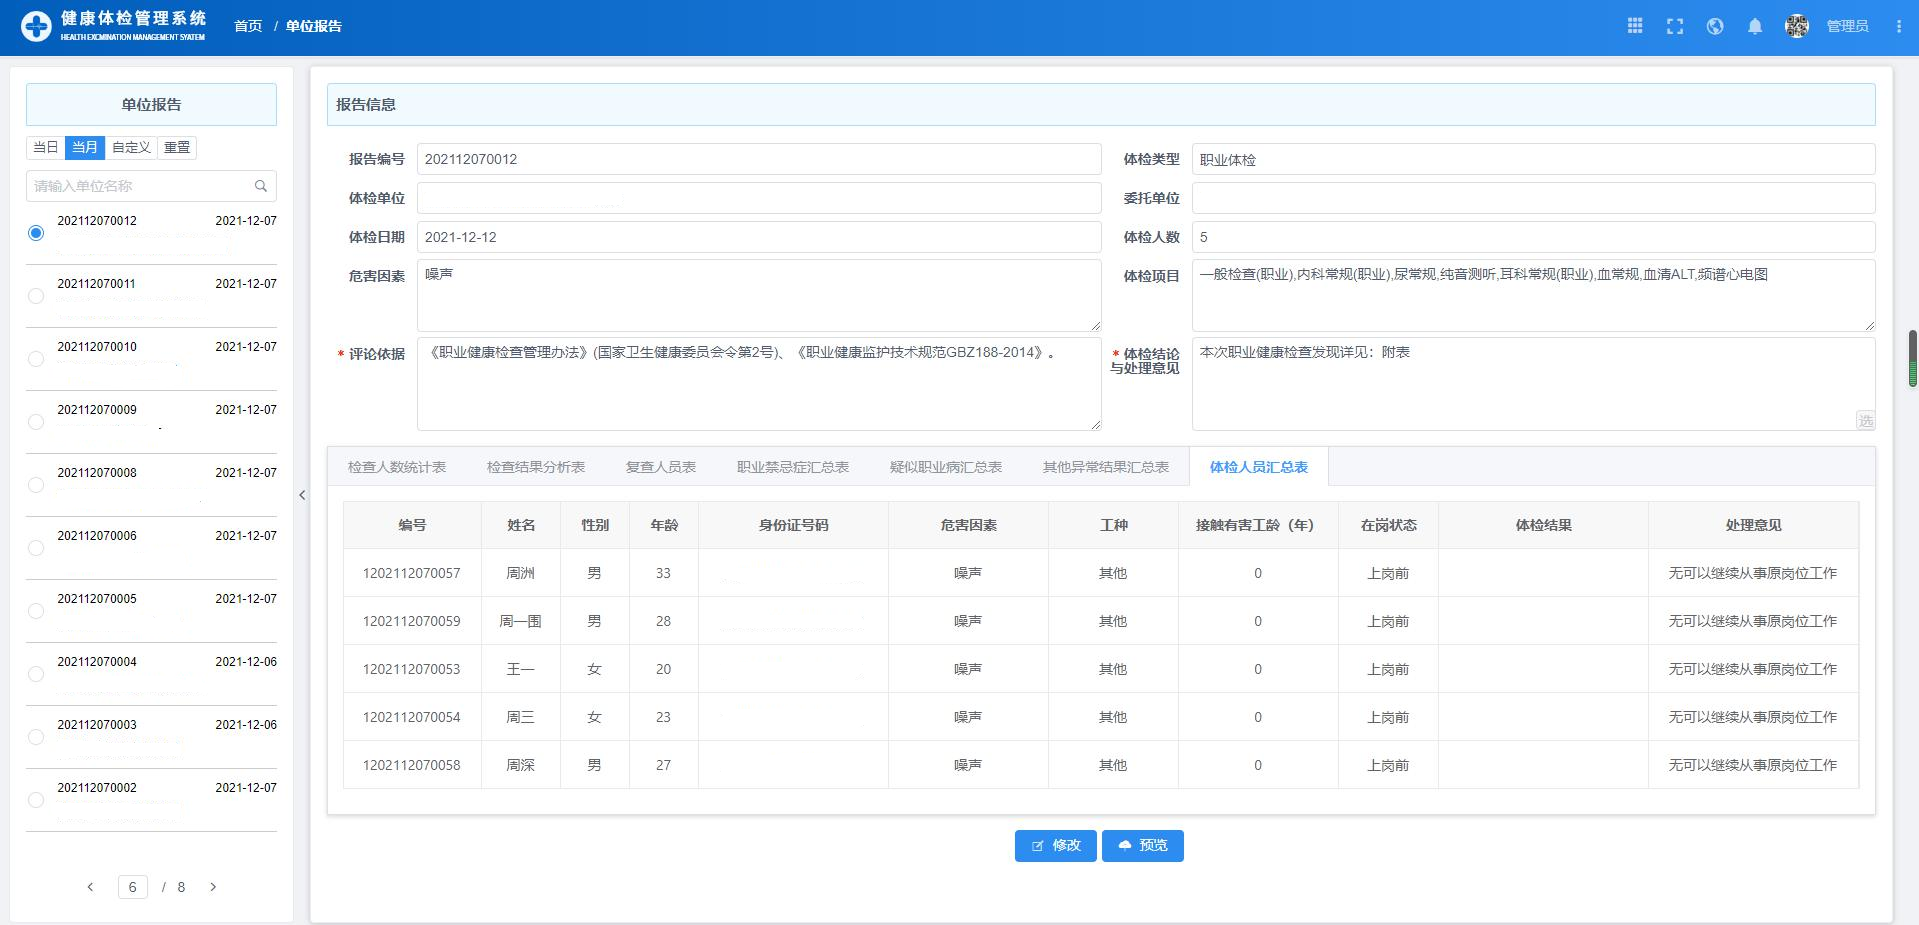 健康体检管理系统
HEALTH EXCMINATION MANAGEMENT SYATEM
首页 / 单位报告
管理员
单位报告
当日 当月 自定义 重置
请输入单位名称
202112070012 2021-12-07
202112070011 2021-12-07
202112070010 2021-12-07
202112070009 2021-12-07
202112070008 2021-12-07
202112070006 2021-12-07
202112070005 2021-12-07
202112070004 2021-12-06
202112070003 2021-12-06
202112070002 2021-12-07
6 / 8
报告信息
报告编号 202112070012 体检类型 职业体检
体检单位 委托单位
体检日期 2021-12-12 体检人数 5
危害因素 噪声 体检项目 一般检查(职业),内科常规(职业),尿常规,纯音测听,耳科常规(职业),血常规,血清ALT,频谱心电图
* 评论依据 《职业健康检查管理办法》(国家卫生健康委员会令第2号)、《职业健康监护技术规范GBZ188-2014》。 * 体检结论与处理意见 本次职业健康检查发现详见：附表
选
检查人数统计表 检查结果分析表 复查人员表 职业禁忌症汇总表 疑似职业病汇总表 其他异常结果汇总表 体检人员汇总表
编号 姓名 性别 年龄 身份证号码 危害因素 工种 接触有害工龄（年） 在岗状态 体检结果 处理意见
1202112070057 周洲 男 33 噪声 其他 0 上岗前 无可以继续从事原岗位工作
1202112070059 周一围 男 28 噪声 其他 0 上岗前 无可以继续从事原岗位工作
1202112070053 王一 女 20 噪声 其他 0 上岗前 无可以继续从事原岗位工作
1202112070054 周三 女 23 噪声 其他 0 上岗前 无可以继续从事原岗位工作
1202112070058 周深 男 27 噪声 其他 0 上岗前 无可以继续从事原岗位工作
修改 预览